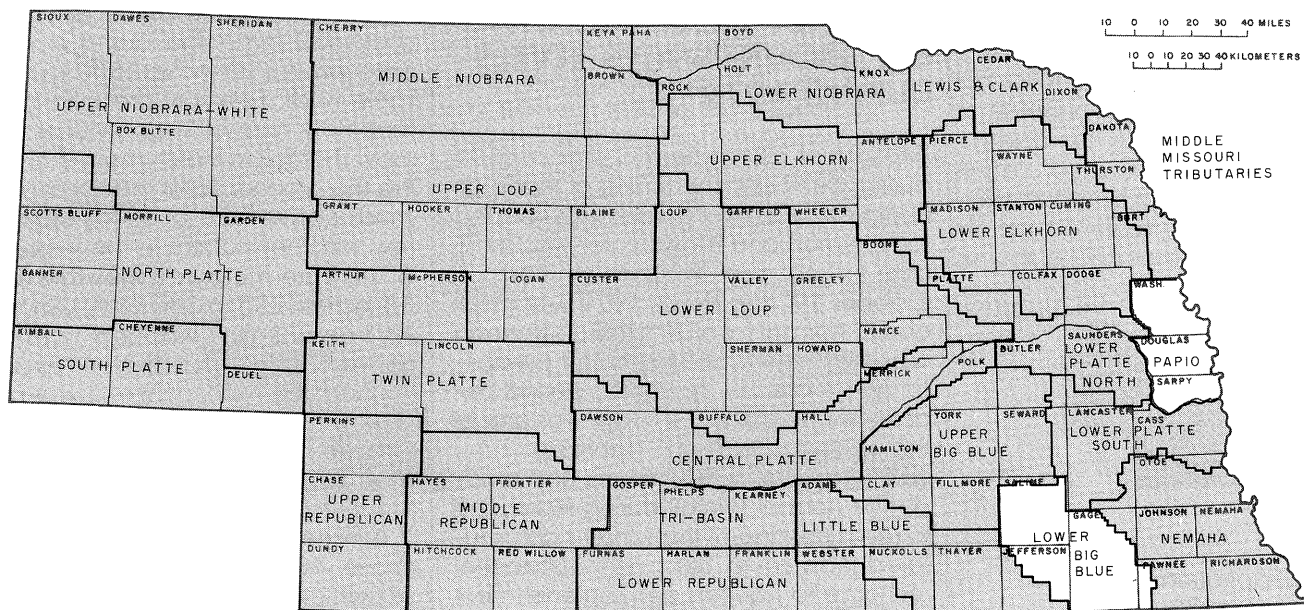 SIOUX
DAWES
SHERIDAN
CHERRY
KEYA PAHA
BOYD
10 0 10 20 30 40 MILES
10 0 10 20 30 40 KILOMETERS
MIDDLE NIOBRARA
BROWN
ROCK
HOLT
KNOX
CEDAR
LOWER NIOBRARA
LEWIS & CLARK
DIXON
UPPER NIOBRARA-WHITE
BOX BUTTE
DAKOTA
ANTELOPE
PIERCE
MIDDLE
MISSOURI
TRIBUTARIES
UPPER ELKHORN
WAYNE
THURSTON
UPPER LOUP
SCOTTS BLUFF
MORRILL
GARDEN
GRANT
HOOKER
THOMAS
BLAINE
LOUP
GARFIELD
WHEELER
MADISON
STANTON
CUMING
BURT
LOWER ELKHORN
BOONE
BANNER
NORTH PLATTE
ARTHUR
McPHERSON
LOGAN
CUSTER
VALLEY
GREELEY
PLATTE
COLFAX
DODGE
WASH
LOWER LOUP
KIMBALL
CHEYENNE
NANCE
KEITH
LINCOLN
SHERMAN
HOWARD
MERRICK
POLK
BUTLER
SAUNDERS
DOUGLAS
LOWER
PLATTE
NORTH
PAPIO
SARPY
SOUTH PLATTE
DEUEL
TWIN PLATTE
PERKINS
DAWSON
BUFFALO
HALL
YORK
SEWARD
LANCASTER
CASS
LOWER PLATTE
SOUTH
HAMILTON
UPPER
BIG BLUE
CENTRAL PLATTE
OTOE
CHASE
HAYES
FRONTIER
GOSPER
PHELPS
KEARNEY
ADAMS
CLAY
FILLMORE
SALINE
UPPER
REPUBLICAN
MIDDLE
REPUBLICAN
TRI-BASIN
LITTLE BLUE
GAGE
JOHNSON
NEMAHA
LOWER
BIG
BLUE
NEMAHA
DUNDY
HITCHCOCK
RED WILLOW
FURNAS
HARLAN
FRANKLIN
WEBSTER
NUCKOLLS
THAYER
JEFFERSON
PAWNEE
RICHARDSON
LOWER REPUBLICAN